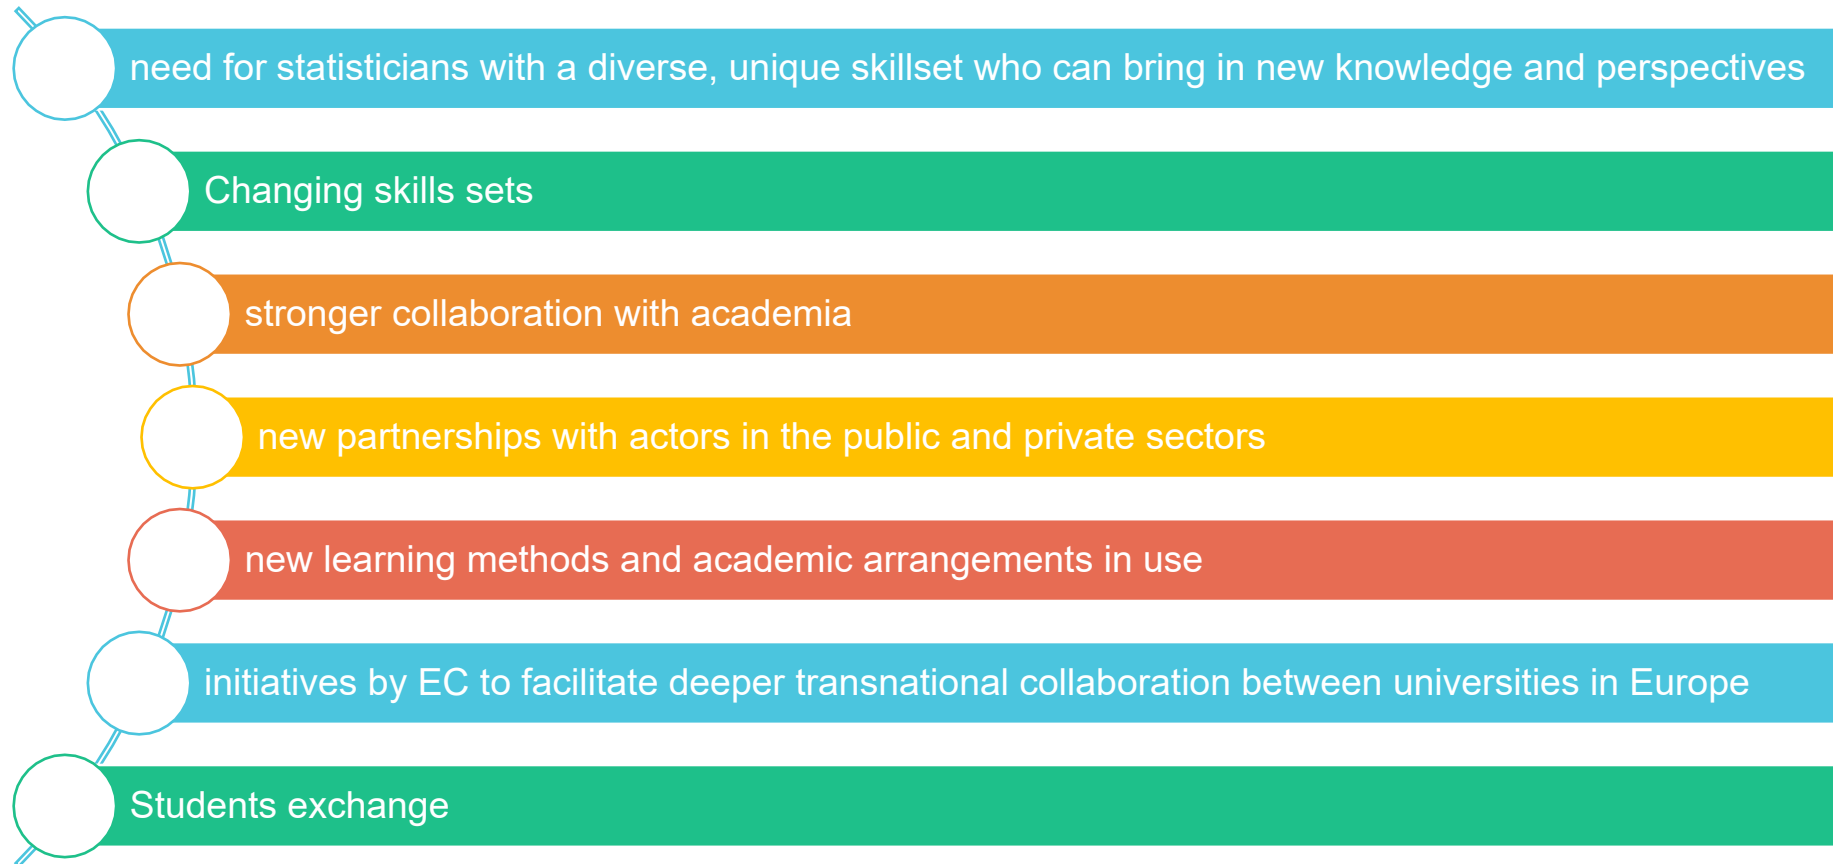 need for statisticians with a diverse, unique skillset who can bring in new knowledge and perspectives
Changing skills sets
stronger collaboration with academia
new partnerships with actors in the public and private sectors
new learning methods and academic arrangements in use
initiatives by EC to facilitate deeper transnational collaboration between universities in Europe
Students exchange